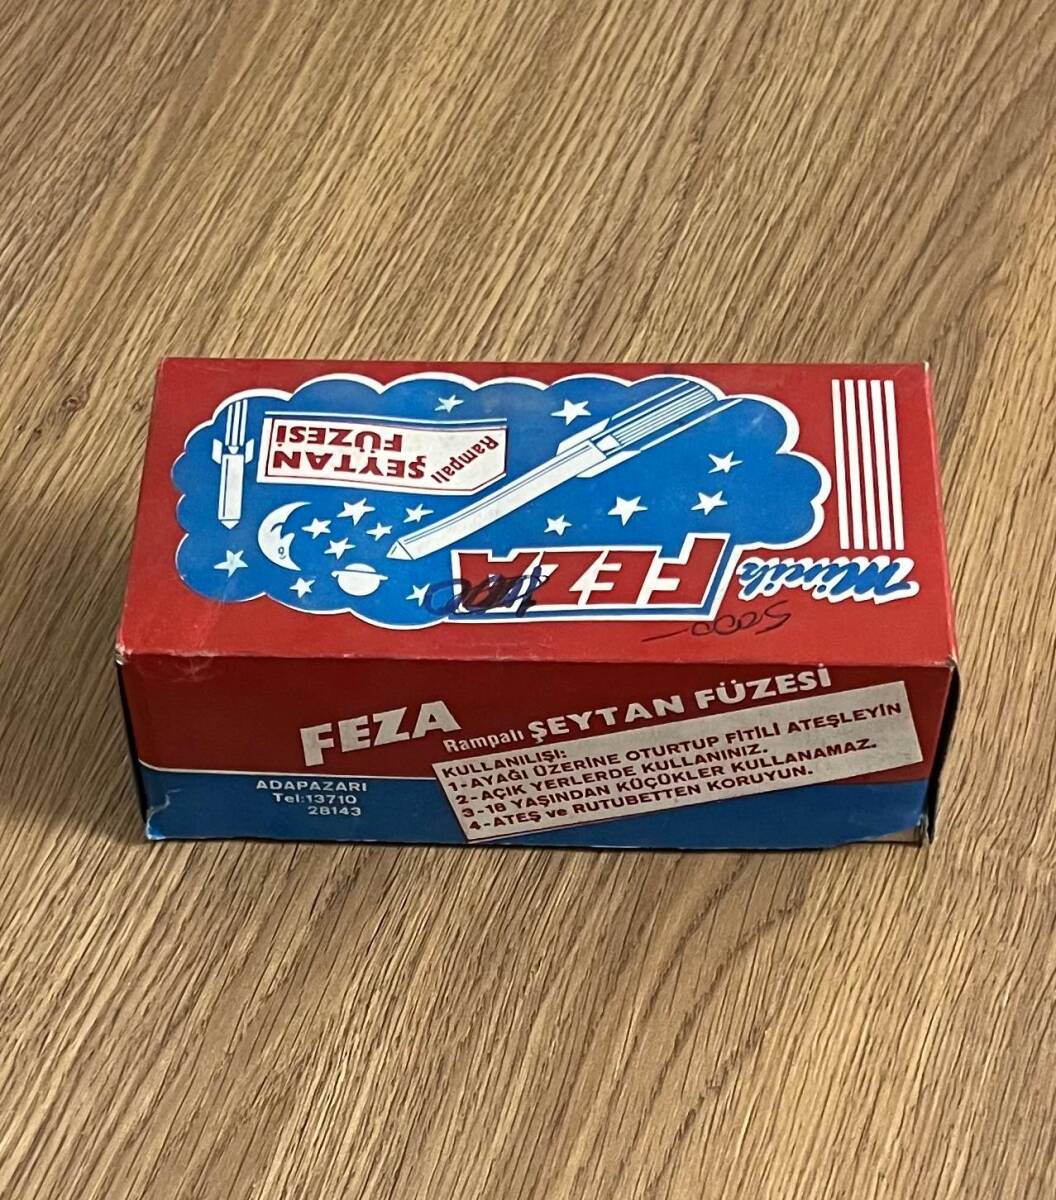 Minik
FEZA
Rampalı
ŞEYTAN
FÜZESİ
5000-
FEZA
Rampalı ŞEYTAN FÜZESİ
KULLANILIŞI:
1-AYAĞI ÜZERİNE OTURTUP FİTİLİ ATEŞLEYİN
2-AÇIK YERLERDE KULLANINIZ.
3-18 YAŞINDAN KÜÇÜKLER KULLANAMAZ.
4-ATEŞ ve RUTUBETTEN KORUYUN.
ADAPAZARI
Tel:13710
28143